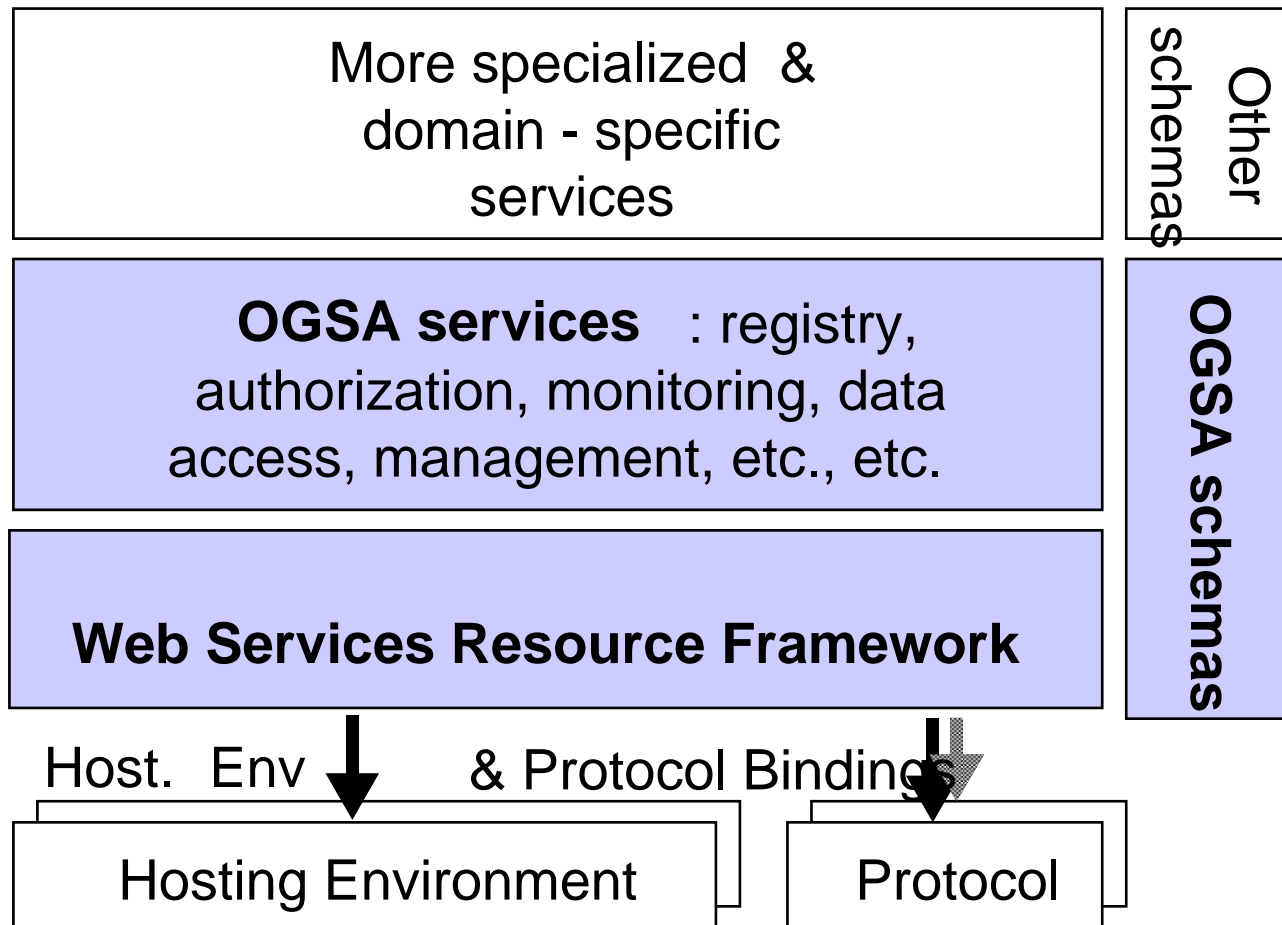 More specialized &
domain - specific
services
Other
schemas
OGSA services : registry,
authorization, monitoring, data
access, management, etc., etc.
OGSA schemas
Web Services Resource Framework
Host. Env & Protocol Bindings
Hosting Environment
Protocol